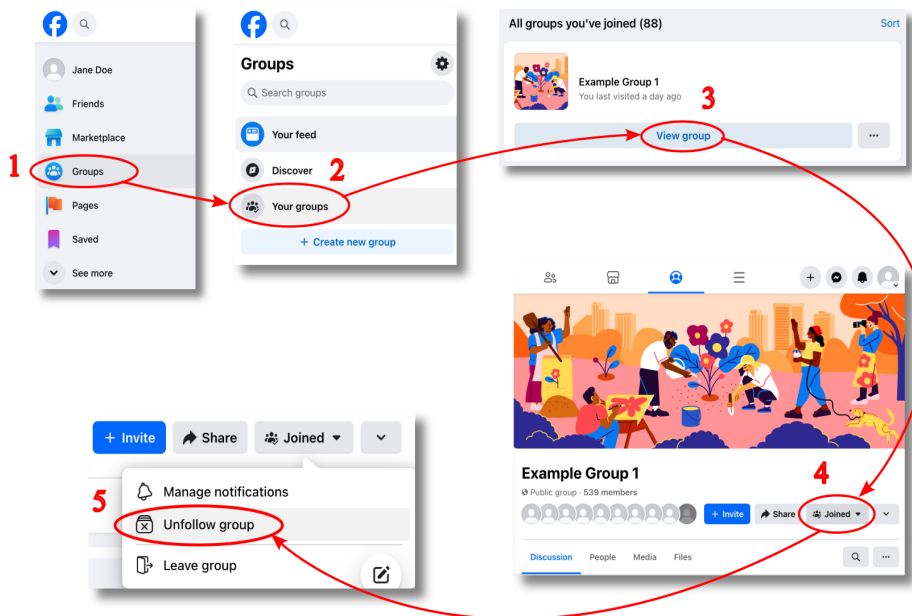 1
Jane Doe
Friends
Marketplace
Groups
Pages
Saved
See more
Groups
Search groups
Your feed
Discover
2
Your groups
+ Create new group
All groups you've joined (88)
Sort
Example Group 1
You last visited a day ago
3
View group
Example Group 1
Public group · 539 members
4
+ Invite
Share
Joined
Discussion
People
Media
Files
+ Invite
Share
Joined
5
Manage notifications
Unfollow group
Leave group